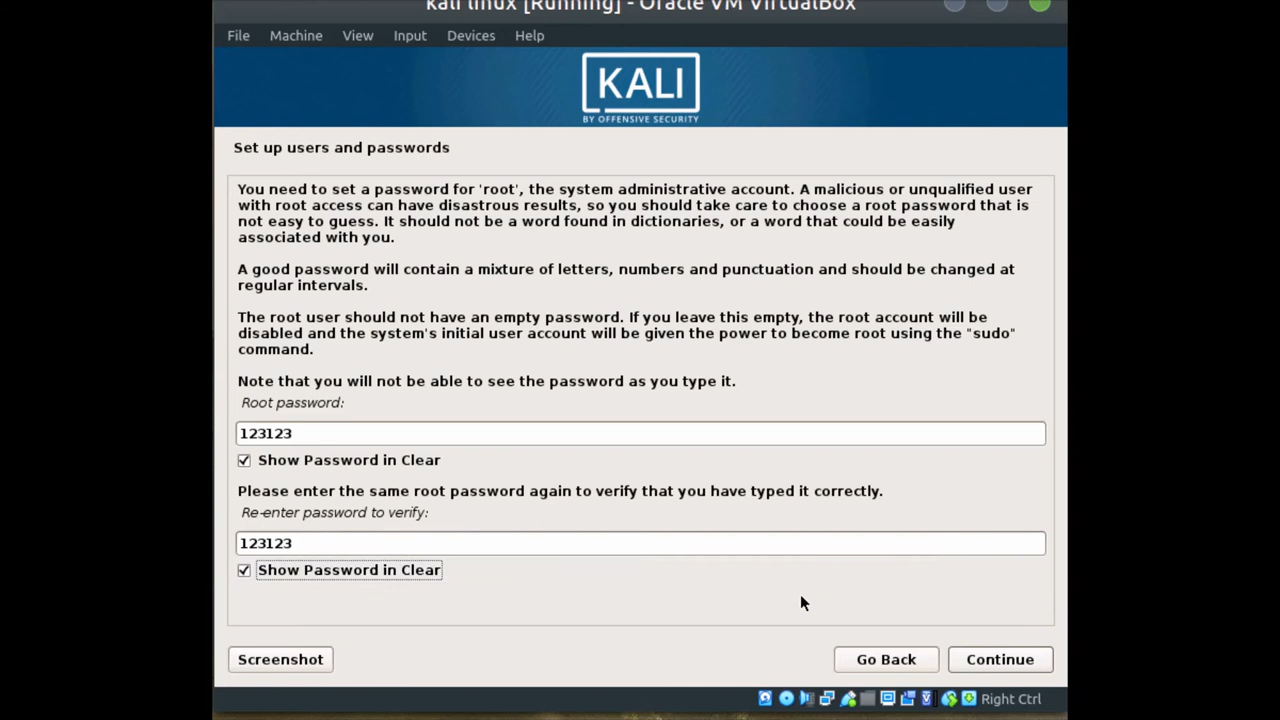 kali linux [Running] - Oracle VM VirtualBox
File Machine View Input Devices Help
KALI
BY OFFENSIVE SECURITY
Set up users and passwords
You need to set a password for 'root', the system administrative account. A malicious or unqualified user
with root access can have disastrous results, so you should take care to choose a root password that is
not easy to guess. It should not be a word found in dictionaries, or a word that could be easily
associated with you.
A good password will contain a mixture of letters, numbers and punctuation and should be changed at
regular intervals.
The root user should not have an empty password. If you leave this empty, the root account will be
disabled and the system's initial user account will be given the power to become root using the "sudo"
command.
Note that you will not be able to see the password as you type it.
Root password:
123123
Show Password in Clear
Please enter the same root password again to verify that you have typed it correctly.
Re-enter password to verify:
123123
Show Password in Clear
Screenshot Go Back Continue
Right Ctrl